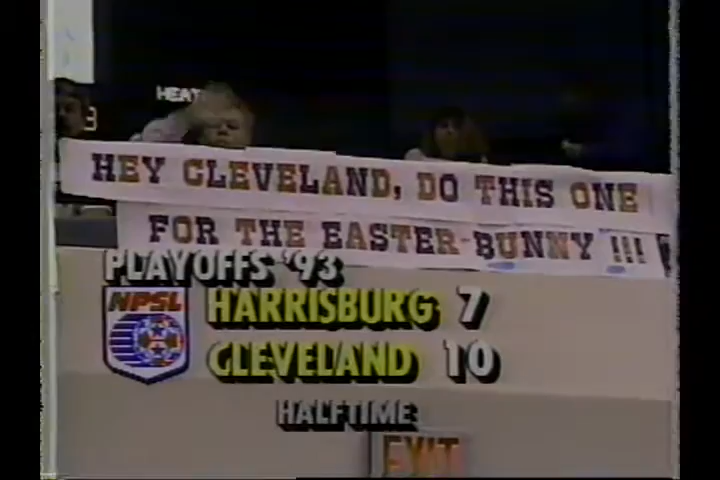 HEAT
3
HEY CLEVELAND, DO THIS ONE
FOR THE EASTER-BUNNY !!!
PLAYOFFS '93
NPSL
HARRISBURG 7
CLEVELAND 10
HALFTIME
EXIT